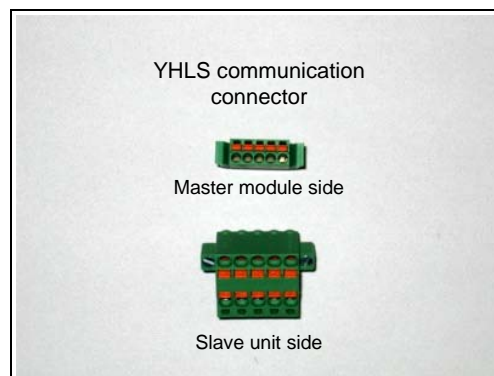 YHLS communication
connector
Master module side
Slave unit side